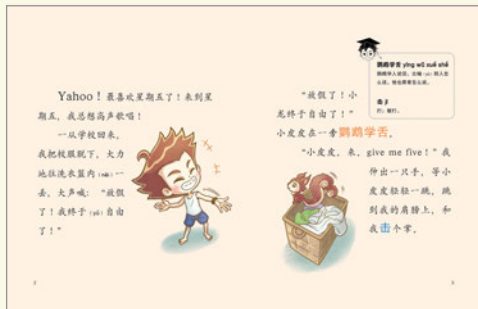 Yahoo！最喜欢星期五了！来到星
期五，我总想高声歌唱！
一从学校回来，
我把校服脱下，大力
地往洗衣篮内（nèi）一
丢，大声喊：“放假
了！我终于（yú）自由
了！”
2
鹦鹉学舌 yīng wǔ xué shé
击
打，敲打。
“放假了！小
龙终于自由了！”
小皮皮在一旁鹦鹉学舌。
“小皮皮，来，give me five！”我
伸出一只手，等小
皮皮轻轻一跳，跳
到我的肩膀上，和
我击个掌。
3